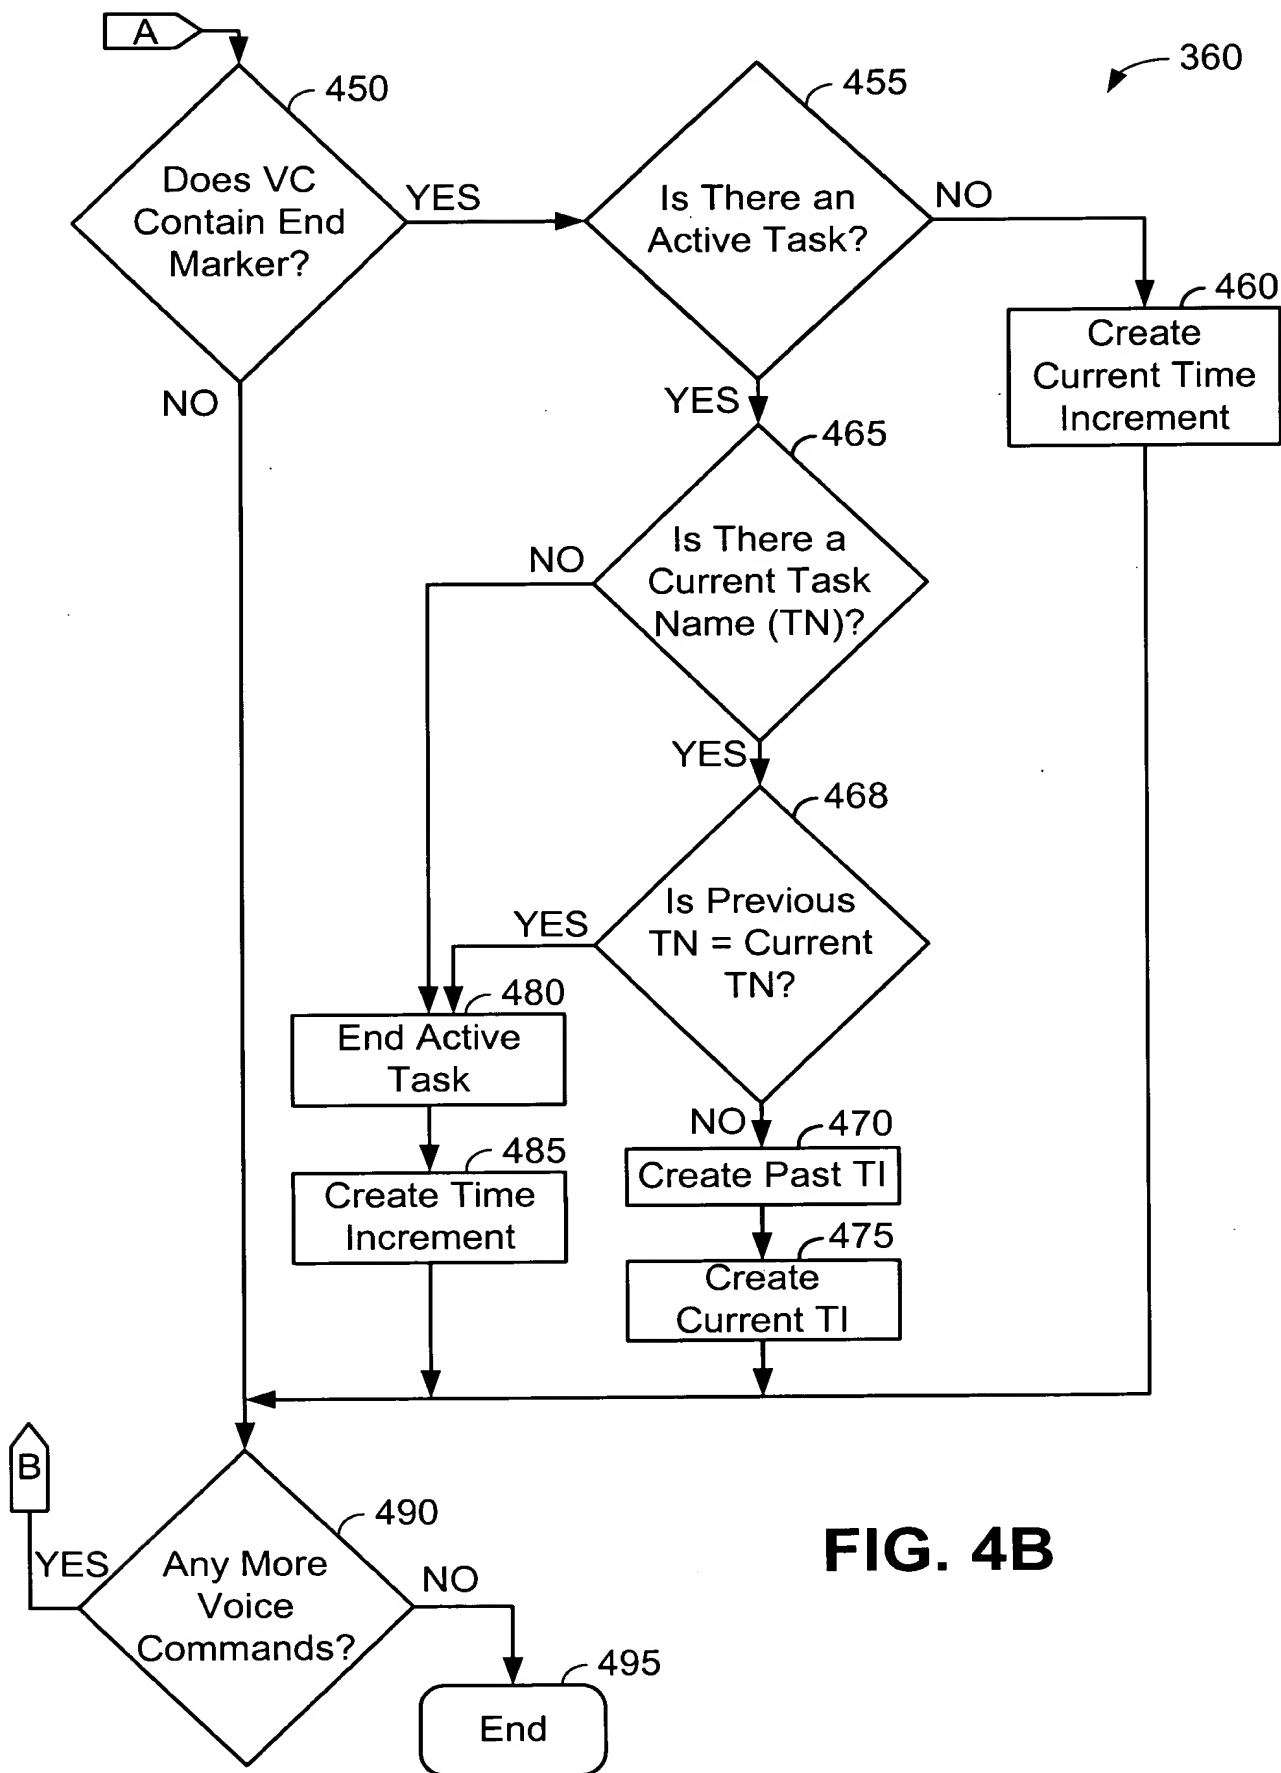 A
360
450
Does VC
Contain End
Marker?
YES
NO
455
Is There an
Active Task?
NO
YES
460
Create
Current Time
Increment
465
Is There a
Current Task
Name (TN)?
NO
YES
468
Is Previous
TN = Current
TN?
YES
NO
480
End Active
Task
470
Create Past TI
485
Create Time
Increment
475
Create
Current TI
B
490
Any More
Voice
Commands?
YES
NO
495
End
FIG. 4B